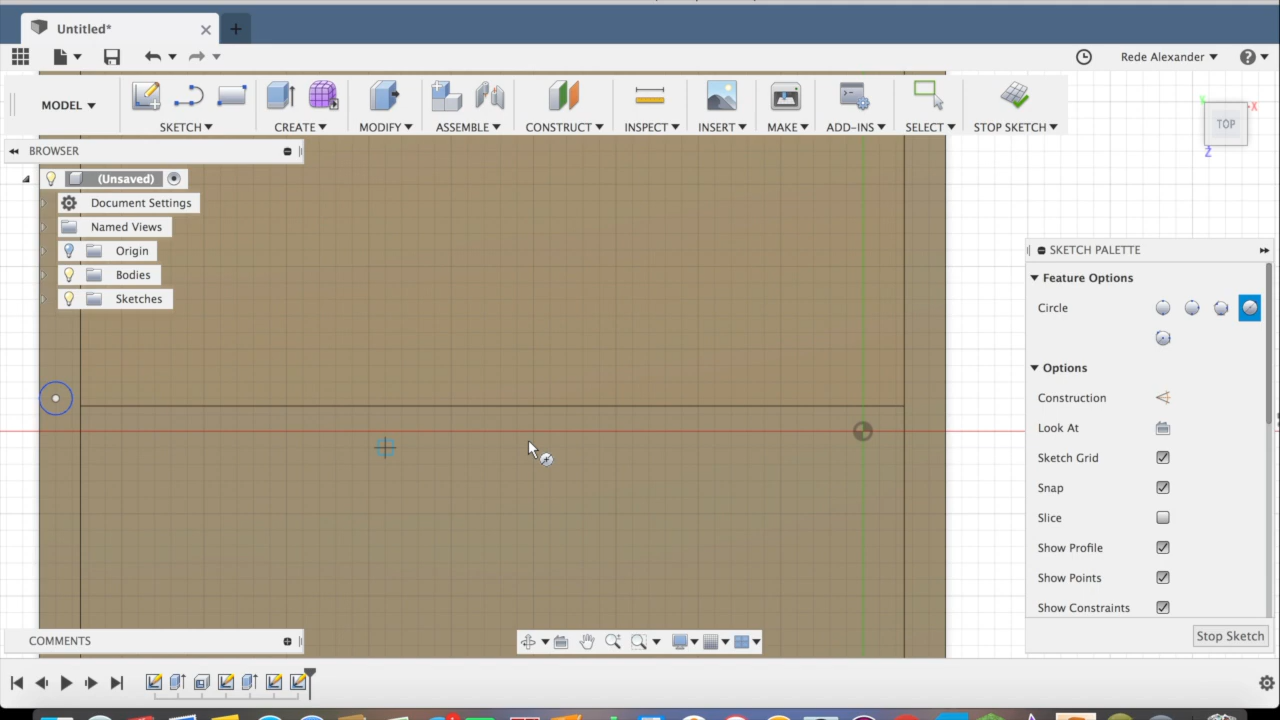 Untitled*
Rede Alexander
MODEL
SKETCH
CREATE
MODIFY
ASSEMBLE
CONSTRUCT
INSPECT
INSERT
MAKE
ADD-INS
SELECT
STOP SKETCH
X
Y
TOP
Z
BROWSER
(Unsaved)
Document Settings
Named Views
Origin
Bodies
Sketches
SKETCH PALETTE
Feature Options
Circle
Options
Construction
Look At
Sketch Grid
Snap
Slice
Show Profile
Show Points
Show Constraints
Stop Sketch
COMMENTS